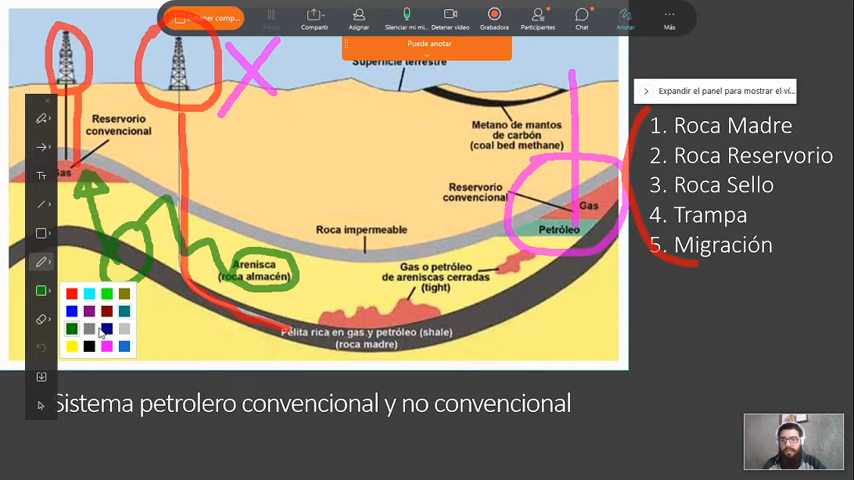 Detener comp...
Pausa
Compartir
Asignar
Silenciar mi mi...
Detener video
Grabadora
Participantes
Chat
Anotar
Más
Puede anotar
Superficie terrestre
Expandir el panel para mostrar el ví...
Reservorio
convencional
Gas
Metano de mantos
de carbón
(coal bed methane)
Reservorio
convencional
Gas
Petróleo
Roca impermeable
Arenisca
(roca almacén)
Gas o petróleo
de areniscas cerradas
(tight)
Pelita rica en gas y petróleo (shale)
(roca madre)
1. Roca Madre
2. Roca Reservorio
3. Roca Sello
4. Trampa
5. Migración
Sistema petrolero convencional y no convencional